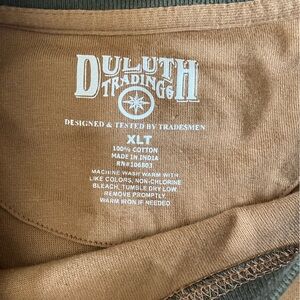 DULUTH
TRADING Co
DESIGNED & TESTED BY TRADESMEN
XLT
100% COTTON
MADE IN INDIA
RN#106803
MACHINE WASH WARM WITH
LIKE COLORS, NON-CHLORINE
BLEACH, TUMBLE DRY LOW,
REMOVE PROMPTLY
WARM IRON IF NEEDED